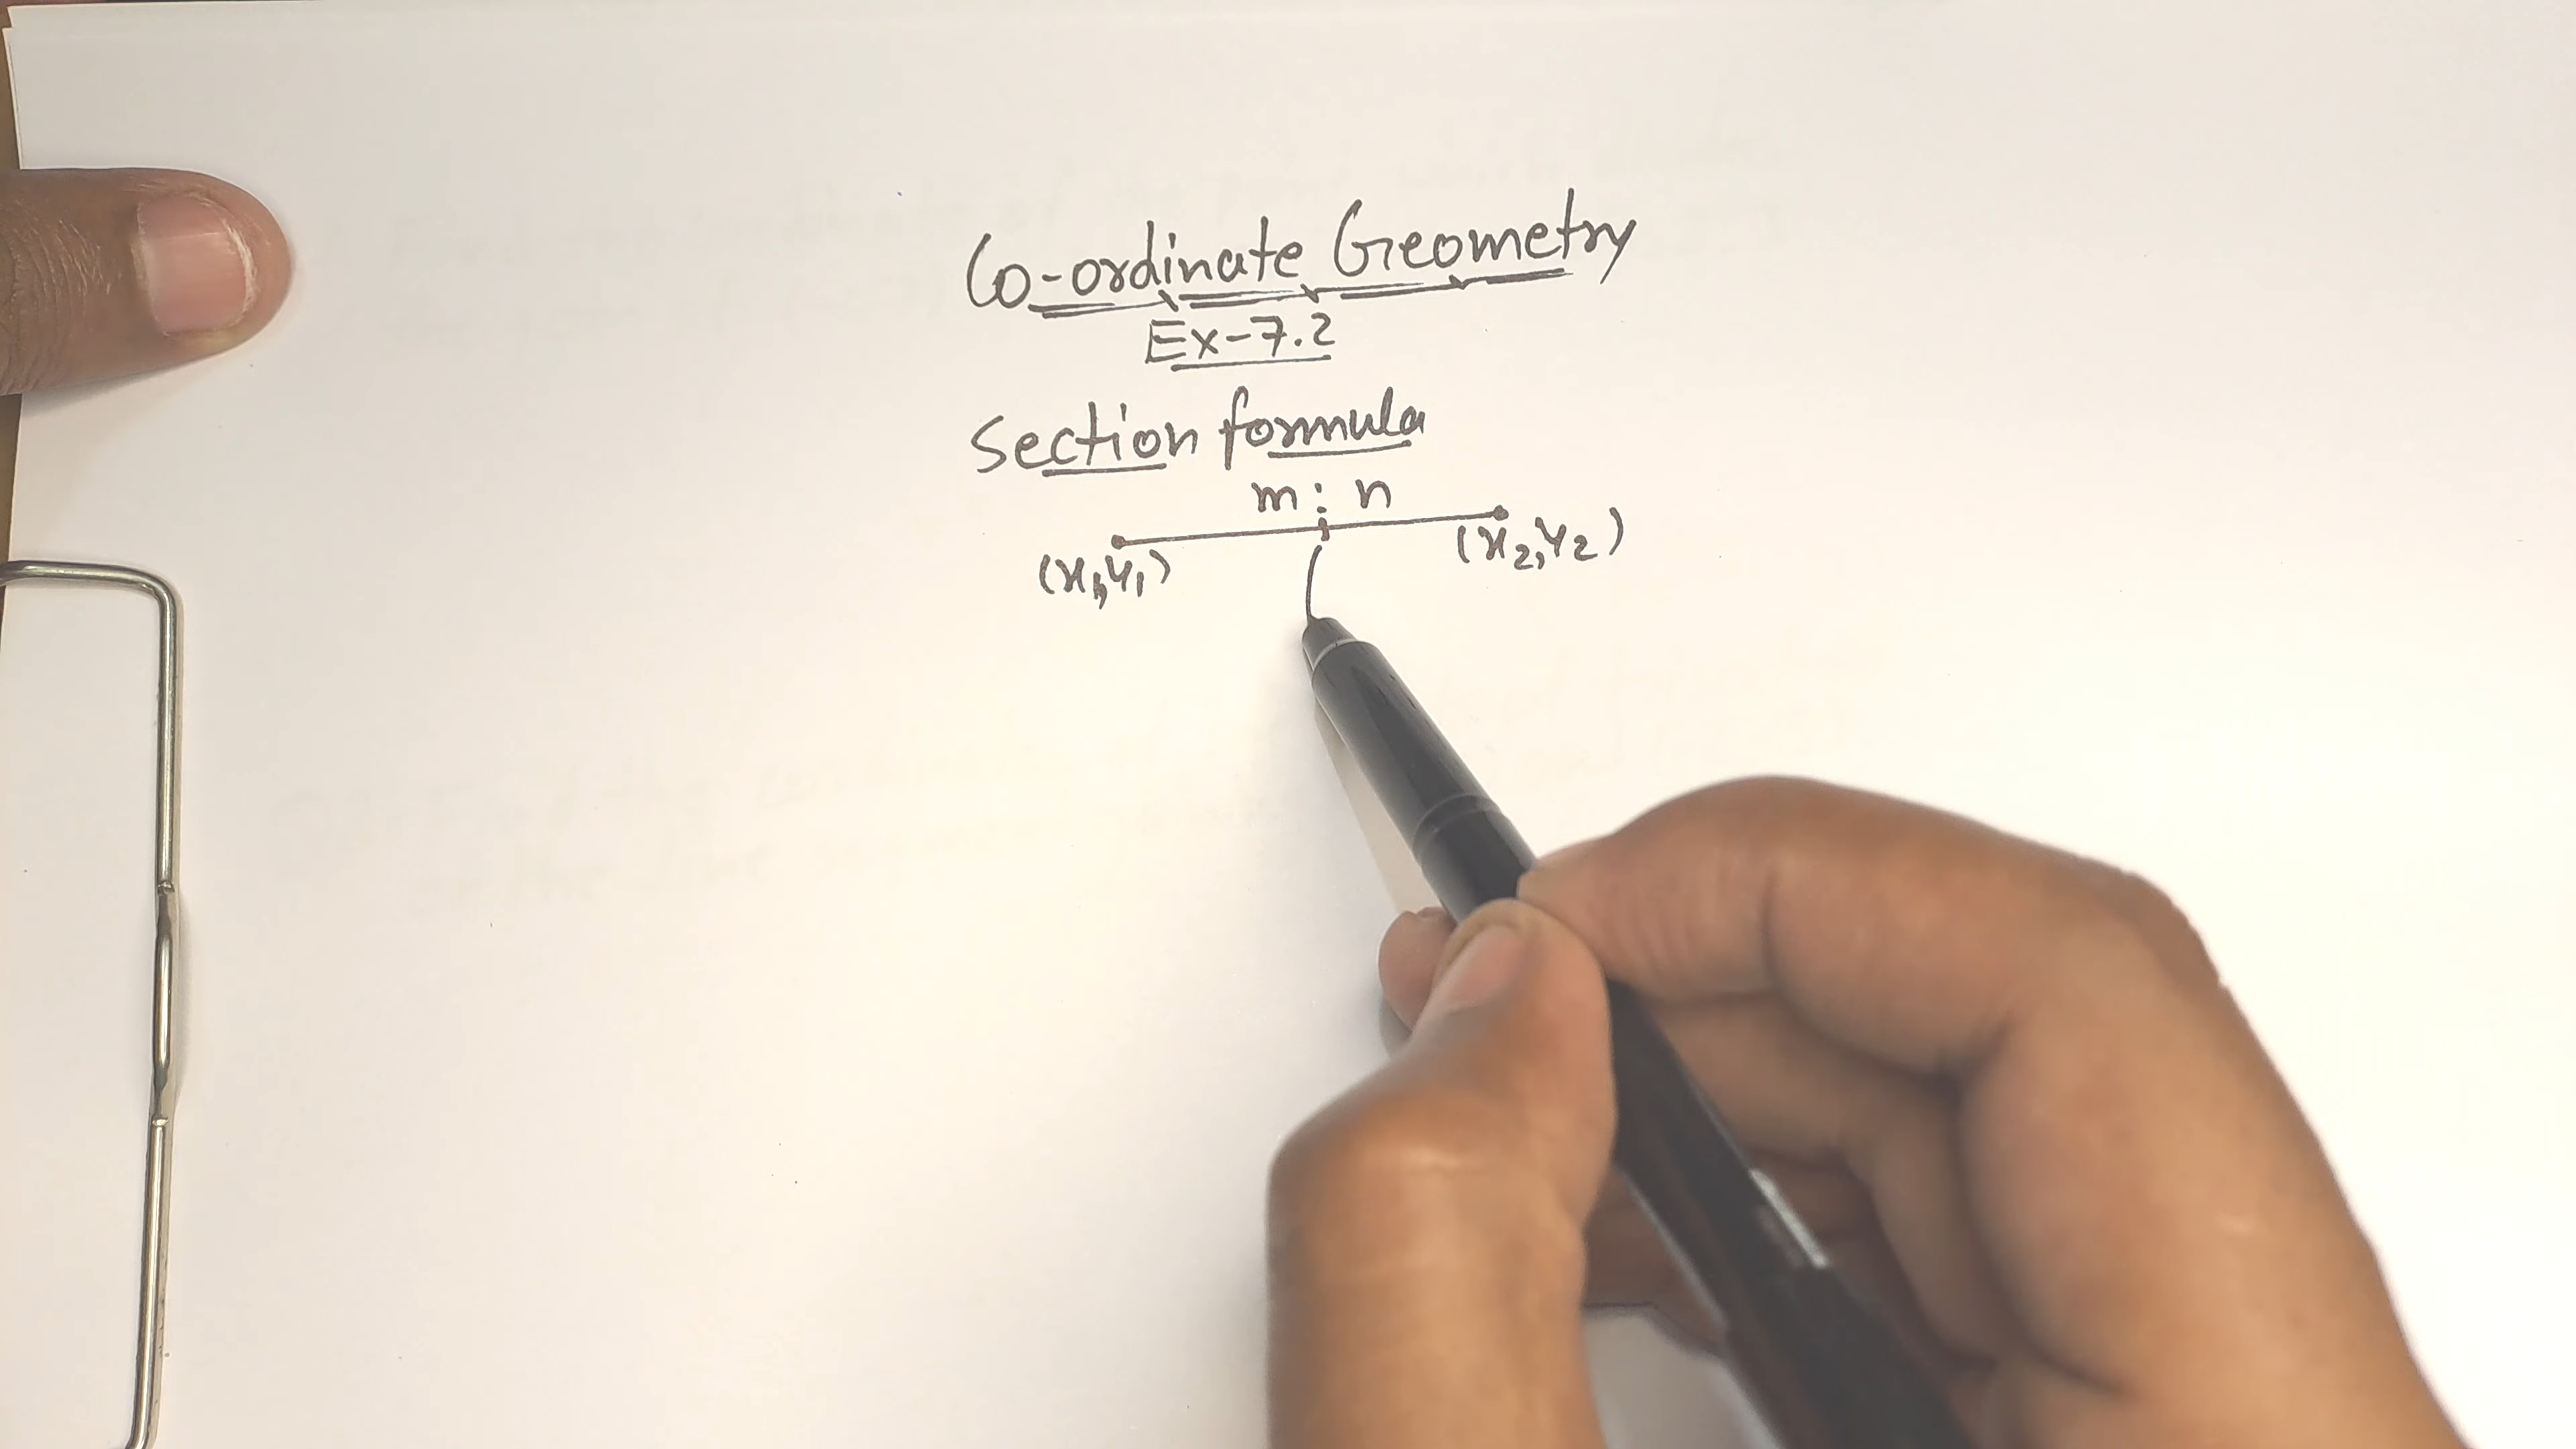 Co-ordinate Geometry
Ex-7.2
Section formula
m : n
(x₁,y₁) (x₂,y₂)
(